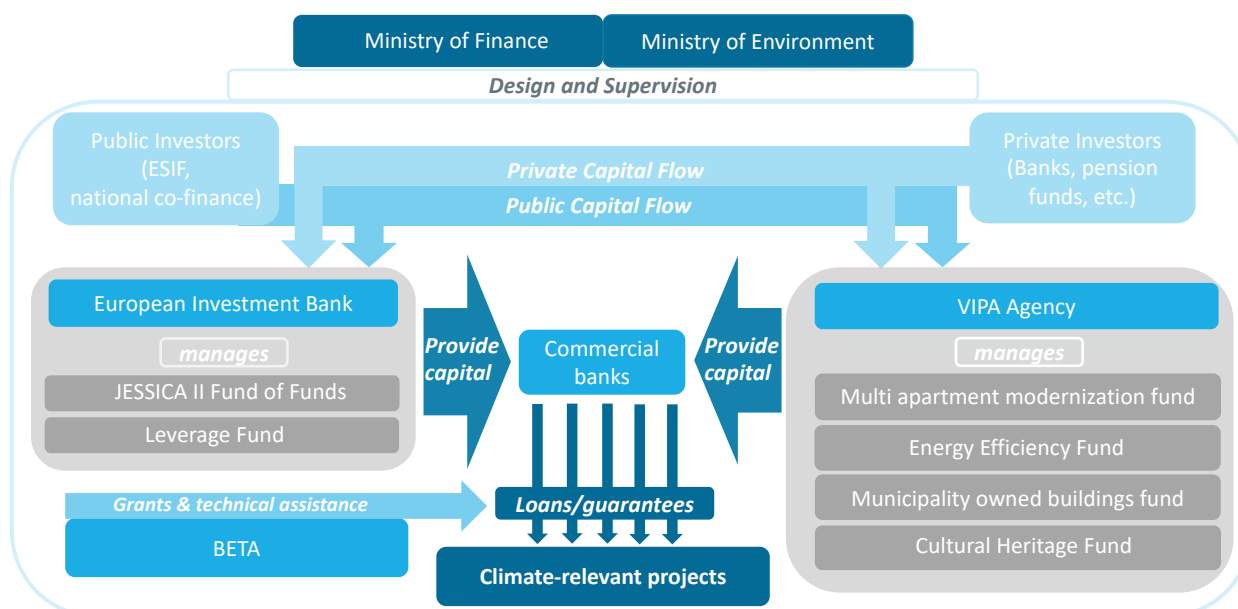 Ministry of Finance
Ministry of Environment
Design and Supervision
Public Investors
(ESIF,
national co-finance)
Private Investors
(Banks, pension
funds, etc.)
Private Capital Flow
Public Capital Flow
European Investment Bank
manages
JESSICA II Fund of Funds
Leverage Fund
Provide
capital
Commercial
banks
Provide
capital
VIPA Agency
manages
Multi apartment modernization fund
Energy Efficiency Fund
Municipality owned buildings fund
Cultural Heritage Fund
Grants & technical assistance
BETA
Loans/guarantees
Climate-relevant projects